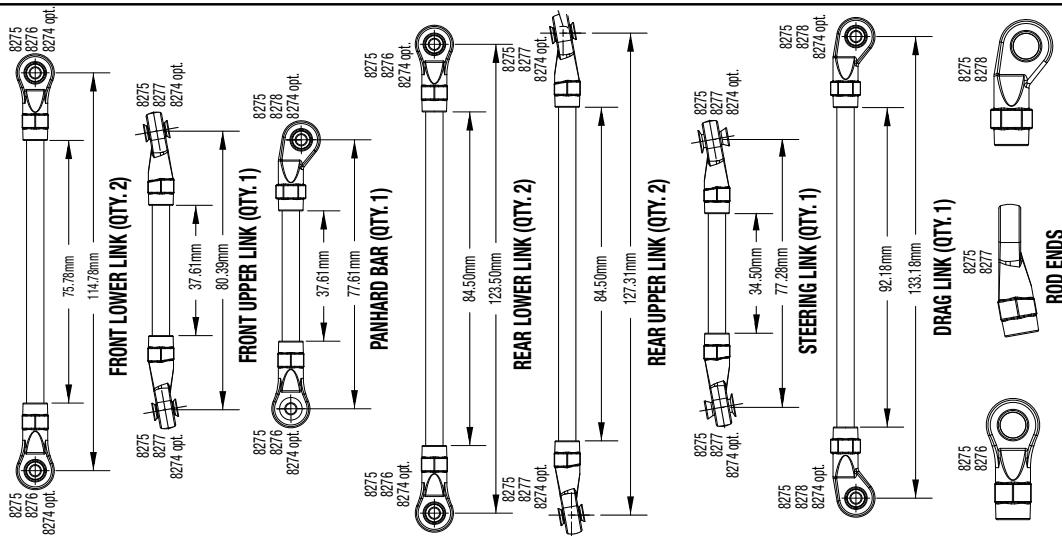 8275
8276
8274 opt.
75.78mm
114.78mm
8275
8276
8274 opt.
FRONT LOWER LINK (QTY. 2)
8275
8277
8274 opt.
37.61mm
80.39mm
8275
8277
8274 opt.
FRONT UPPER LINK (QTY. 1)
8275
8276
8274 opt.
37.61mm
77.61mm
8275
8278
8274 opt.
PANHARD BAR (QTY. 1)
8275
8276
8274 opt.
84.50mm
123.50mm
8275
8276
8274 opt.
REAR LOWER LINK (QTY. 2)
8275
8277
8274 opt.
84.50mm
127.31mm
8275
8277
8274 opt.
REAR UPPER LINK (QTY. 2)
8275
8277
8274 opt.
34.50mm
77.28mm
8275
8277
8274 opt.
STEERING LINK (QTY. 1)
8275
8278
8274 opt.
92.18mm
133.18mm
8275
8278
8274 opt.
DRAG LINK (QTY. 1)
8275
8276
8275
8277
8275
8278
ROD ENDS